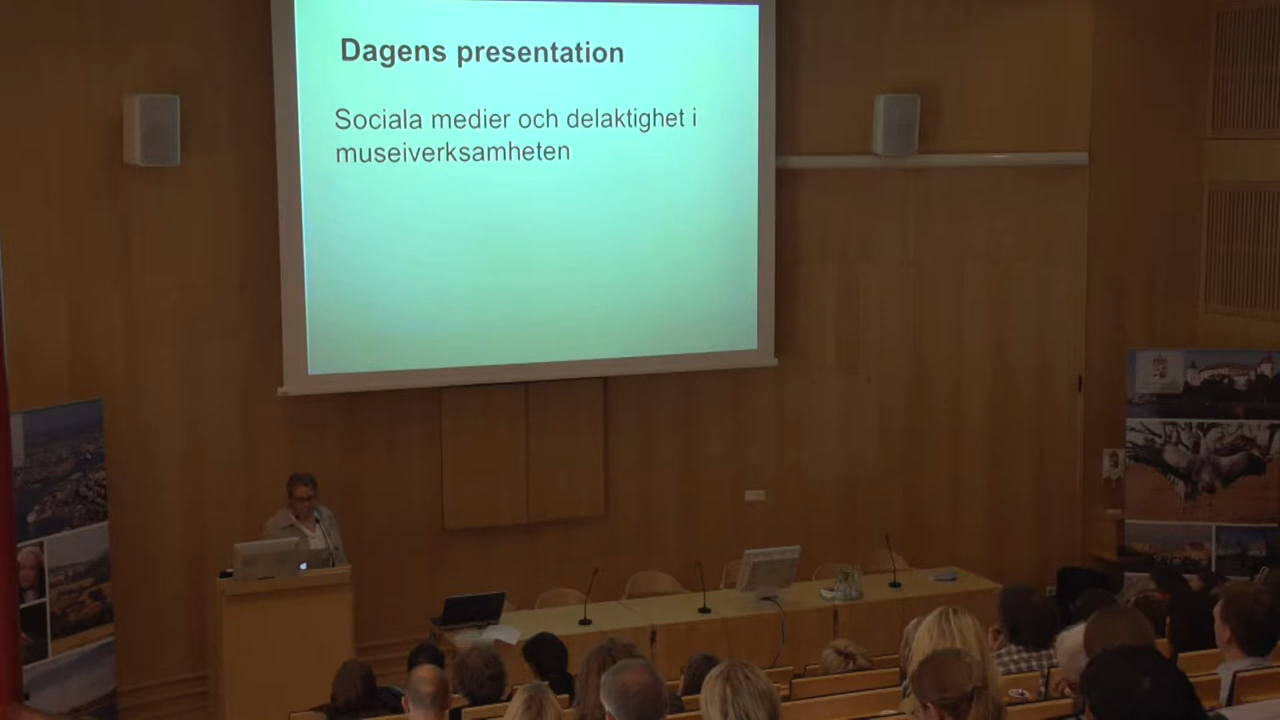 Dagens presentation
Sociala medier och delaktighet i
museiverksamheten